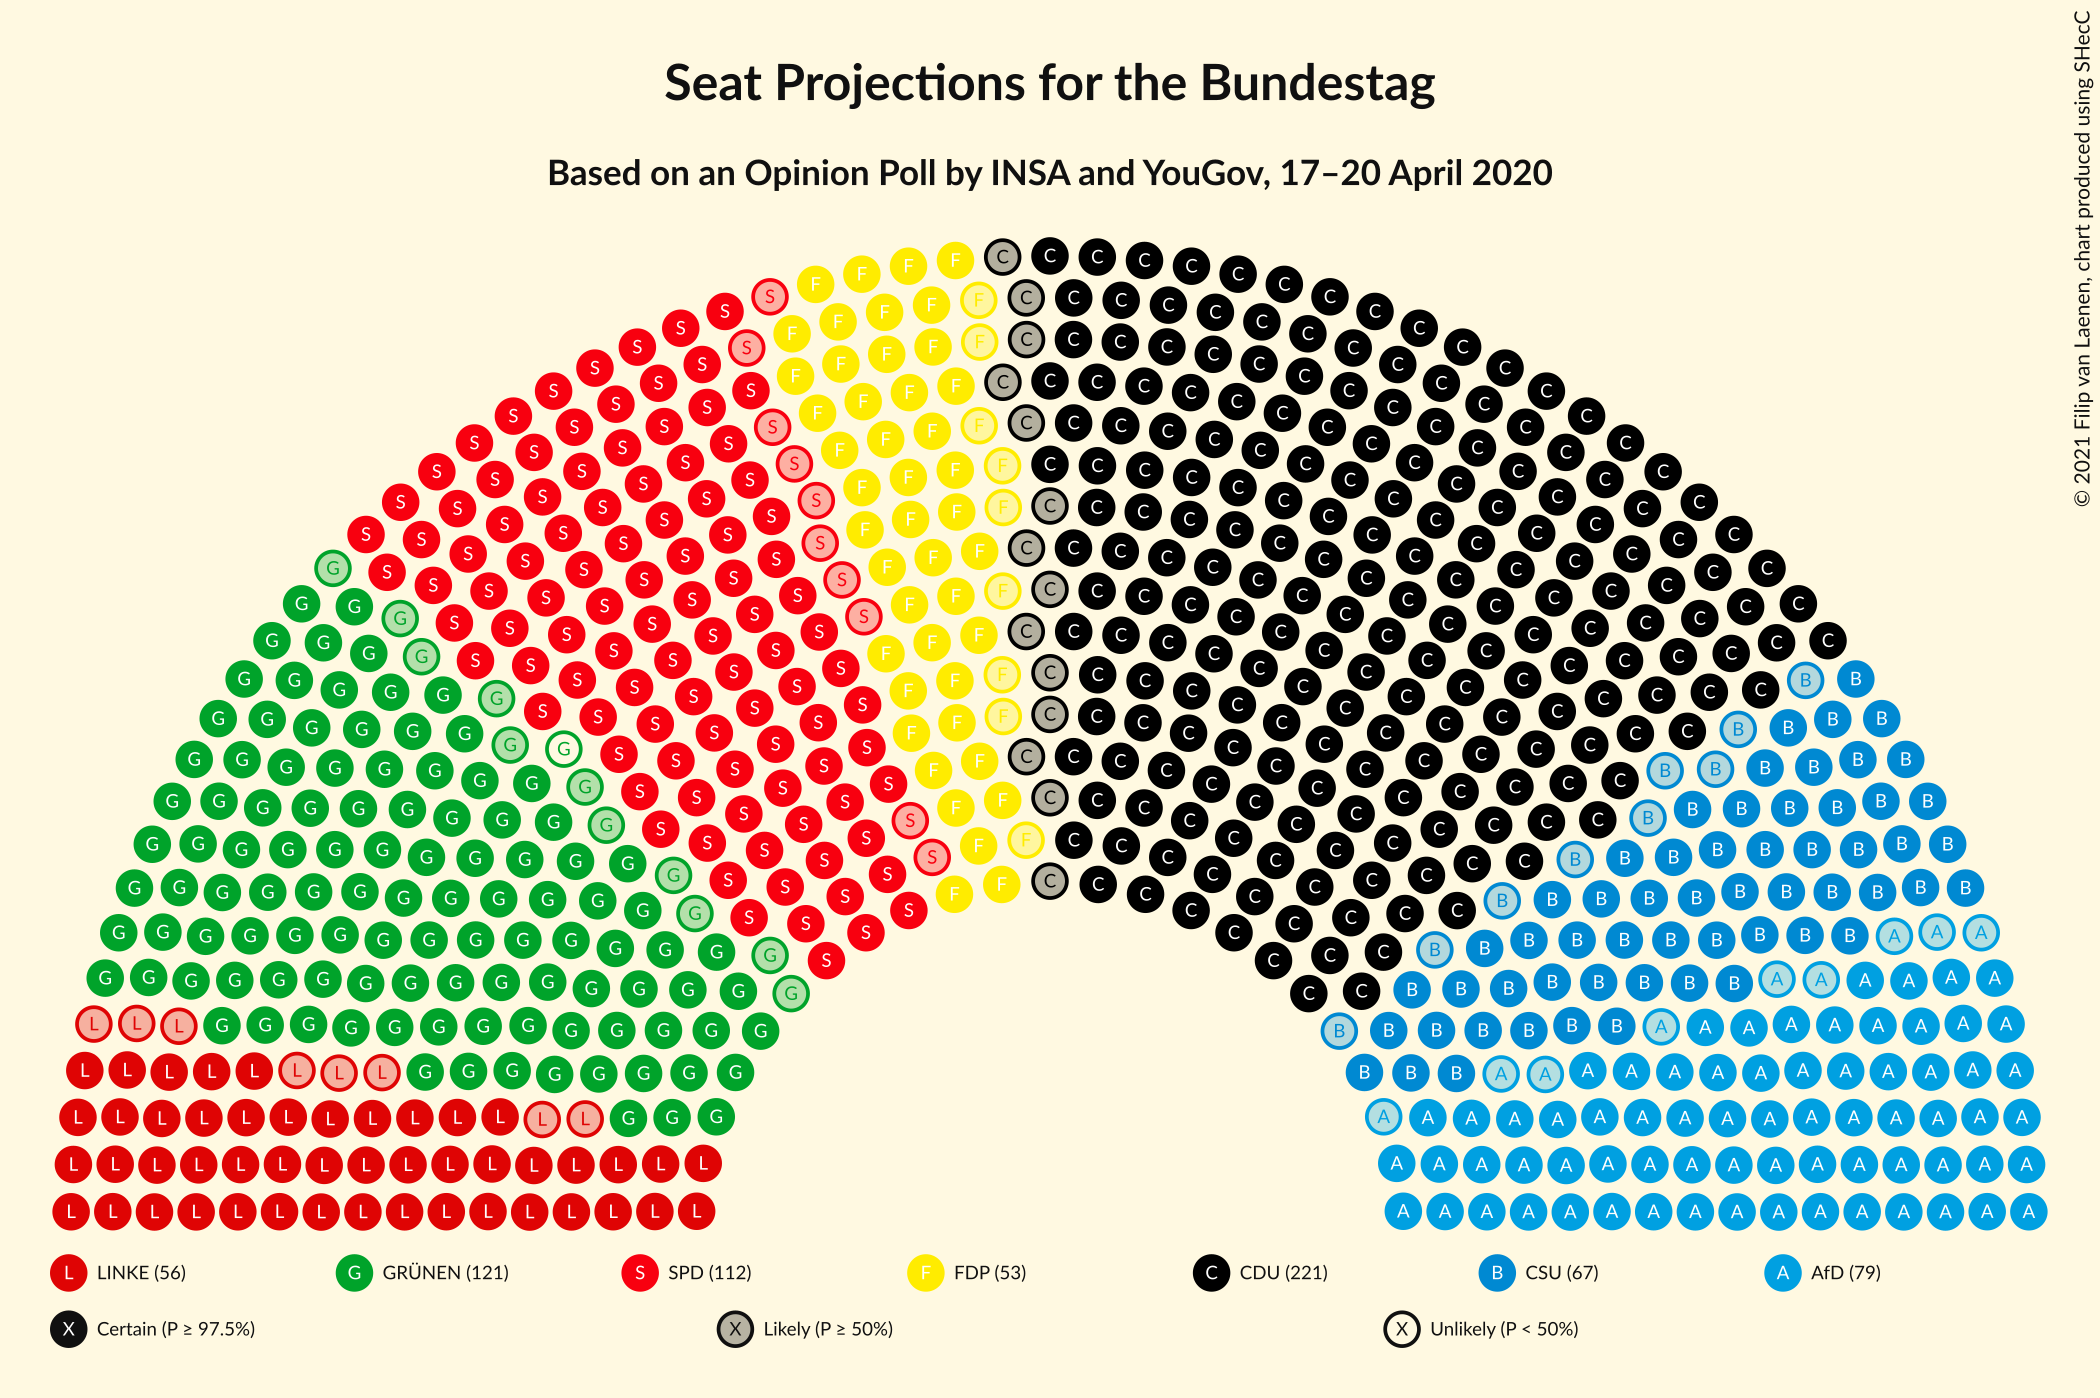 Seat Projections for the Bundestag
Based on an Opinion Poll by INSA and YouGov, 17–20 April 2020
© 2021 Filip van Laenen, chart produced using SHecC
L LINKE (56)
G GRÜNEN (121)
S SPD (112)
F FDP (53)
C CDU (221)
B CSU (67)
A AfD (79)
X Certain (P ≥ 97.5%)
X Likely (P ≥ 50%)
X Unlikely (P < 50%)